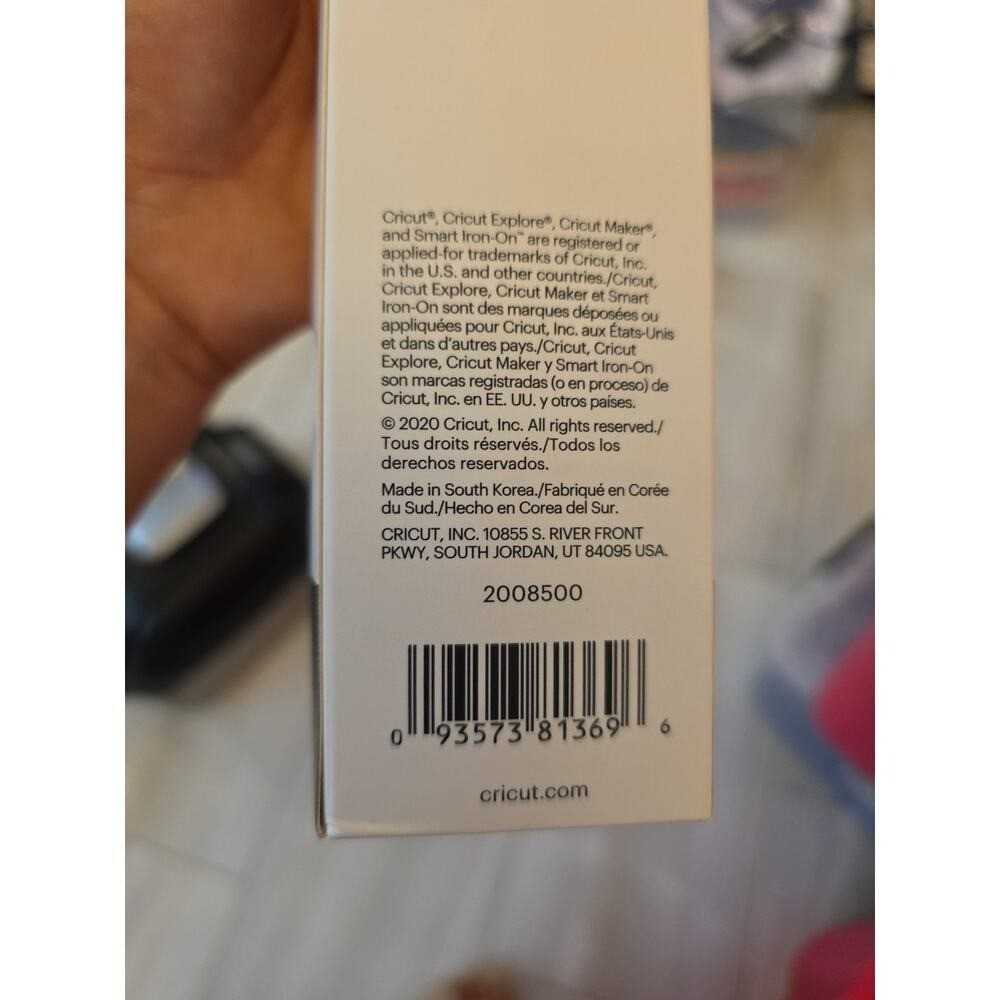 Cricut®, Cricut Explore®, Cricut Maker®,
and Smart Iron-On™ are registered or
applied-for trademarks of Cricut, Inc.
in the U.S. and other countries./Cricut,
Cricut Explore, Cricut Maker et Smart
Iron-On sont des marques déposées ou
appliquées pour Cricut, Inc. aux États-Unis
et dans d'autres pays./Cricut, Cricut
Explore, Cricut Maker y Smart Iron-On
son marcas registradas (o en proceso) de
Cricut, Inc. en EE. UU. y otros países.
© 2020 Cricut, Inc. All rights reserved./
Tous droits réservés./Todos los
derechos reservados.
Made in South Korea./Fabriqué en Corée
du Sud./Hecho en Corea del Sur.
CRICUT, INC. 10855 S. RIVER FRONT
PKWY, SOUTH JORDAN, UT 84095 USA.
2008500
0 93573 81369 6
cricut.com